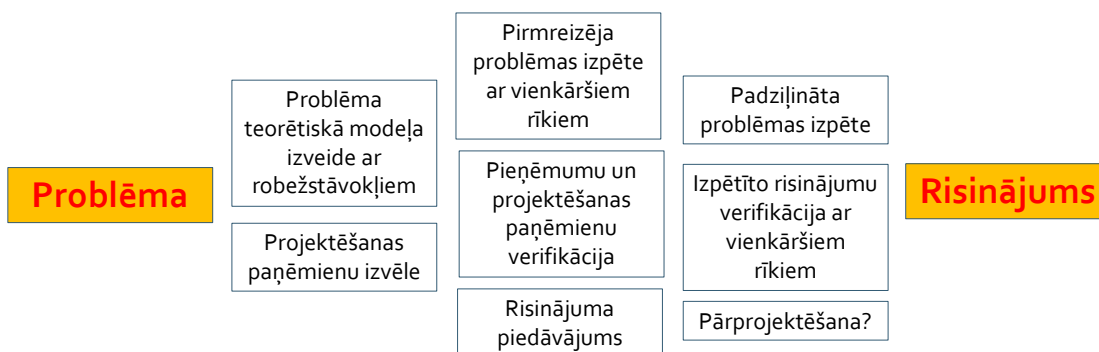 Problēma
Problēma
teorētiskā modeļa
izveide ar
robežstāvokļiem
Projektēšanas
paņēmienu izvēle
Pirmreizēja
problēmas izpēte
ar vienkāršiem
rīkiem
Pieņēmumu un
projektēšanas
paņēmienu
verifikācija
Risinājuma
piedāvājums
Padziļināta
problēmas izpēte
Izpētīto risinājumu
verifikācija ar
vienkāršiem
rīkiem
Pārprojektēšana?
Risinājums